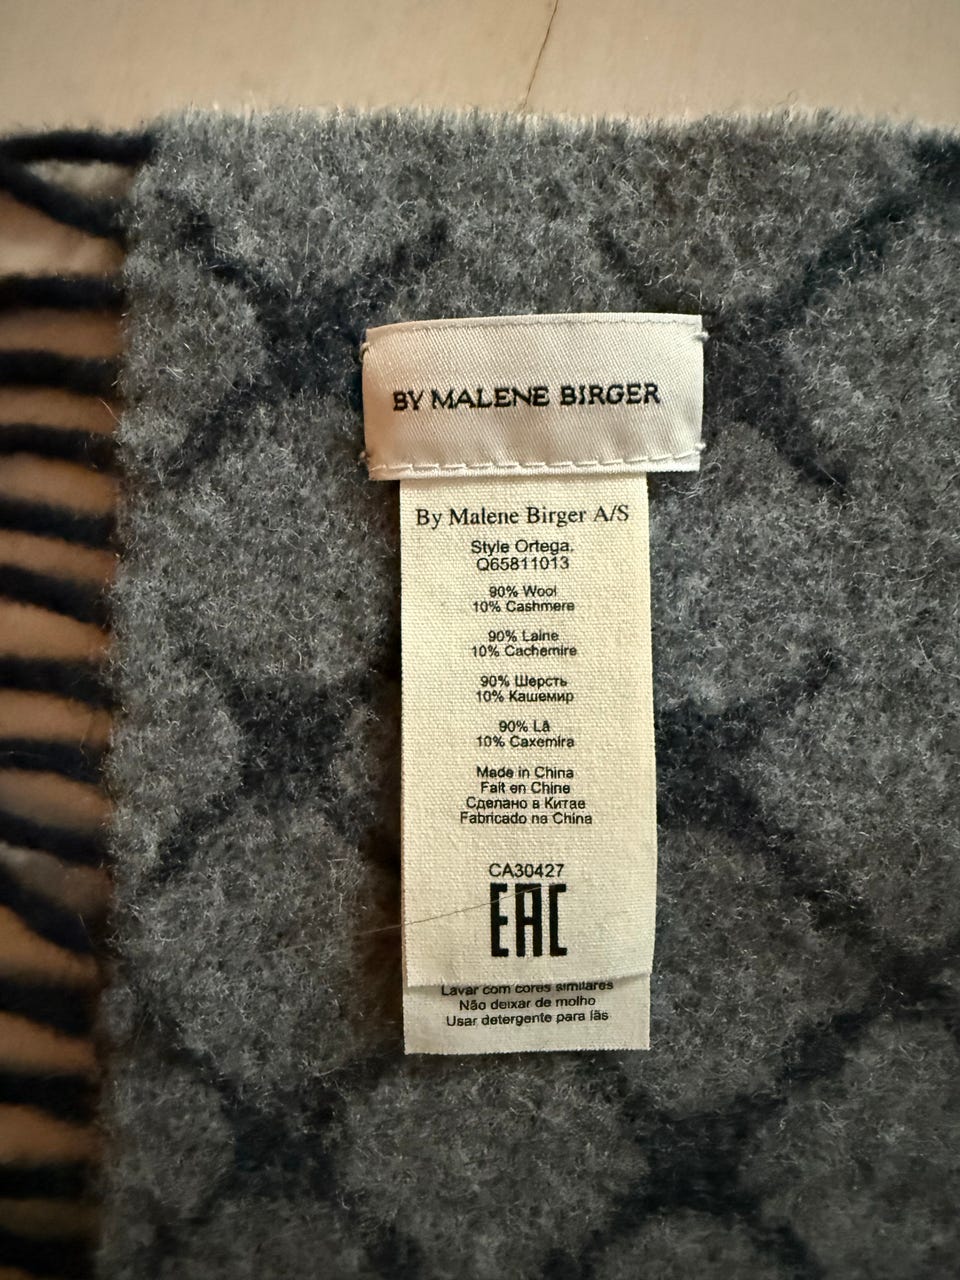 BY MALENE BIRGER
By Malene Birger A/S
Style Ortega.
Q65811013
90% Wool
10% Cashmere
90% Laine
10% Cachemire
90% Шерсть
10% Кашемир
90% Lã
10% Caxemira
Made in China
Fait en Chine
Сделано в Китае
Fabricado na China
CA30427
EAC
Lavar com cores similares
Não deixar de molho
Usar detergente para lãs